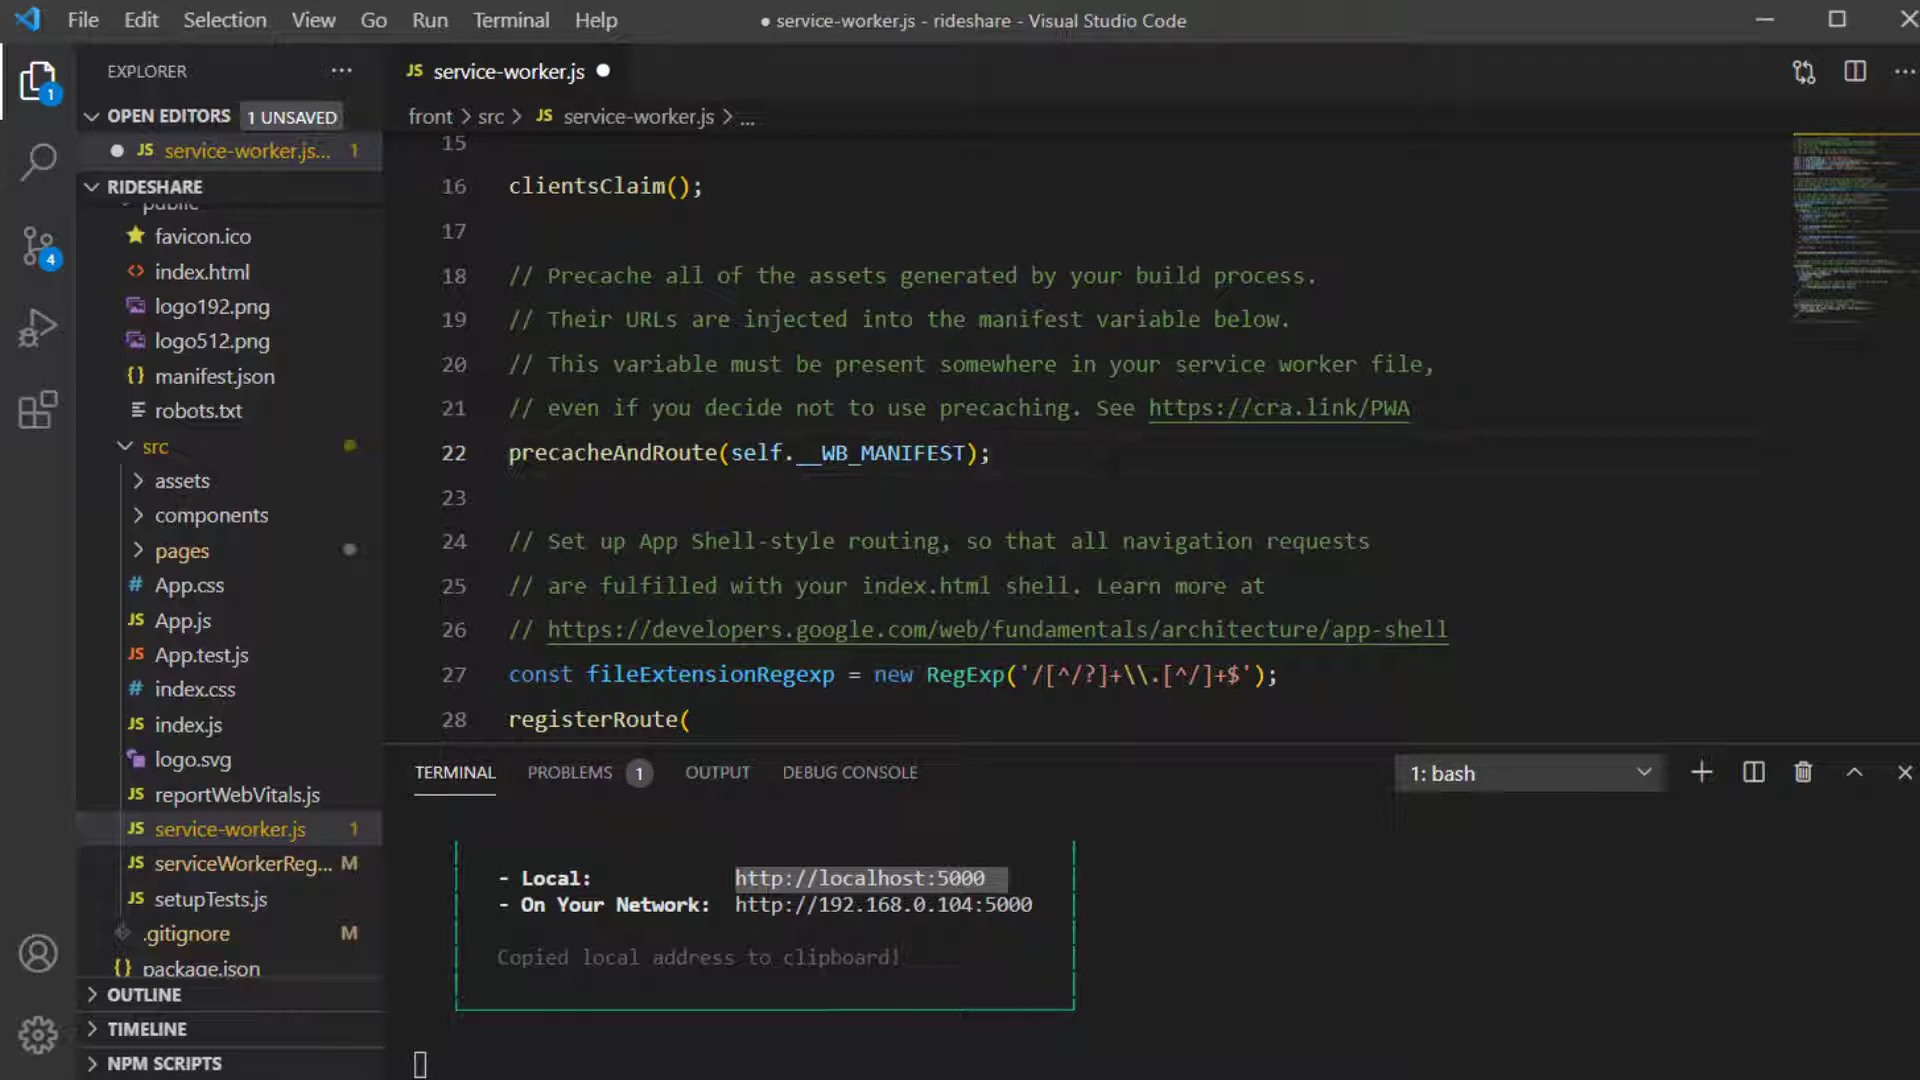 File Edit Selection View Go Run Terminal Help
● service-worker.js - rideshare - Visual Studio Code
EXPLORER
1
OPEN EDITORS 1 UNSAVED
JS service-worker.js... 1
RIDESHARE
public
favicon.ico
index.html
logo192.png
logo512.png
{} manifest.json
robots.txt
src
assets
components
pages
# App.css
JS App.js
JS App.test.js
# index.css
JS index.js
logo.svg
JS reportWebVitals.js
JS service-worker.js 1
JS serviceWorkerReg... M
JS setupTests.js
.gitignore M
{} package.json
OUTLINE
TIMELINE
NPM SCRIPTS
4
JS service-worker.js ●
front > src > JS service-worker.js > ...
15
16 clientsClaim();
17
18 // Precache all of the assets generated by your build process.
19 // Their URLs are injected into the manifest variable below.
20 // This variable must be present somewhere in your service worker file,
21 // even if you decide not to use precaching. See https://cra.link/PWA
22 precacheAndRoute(self.__WB_MANIFEST);
23
24 // Set up App Shell-style routing, so that all navigation requests
25 // are fulfilled with your index.html shell. Learn more at
26 // https://developers.google.com/web/fundamentals/architecture/app-shell
27 const fileExtensionRegexp = new RegExp('/[^/?]+\\.[^/]+$');
28 registerRoute(
TERMINAL PROBLEMS 1 OUTPUT DEBUG CONSOLE
1: bash
- Local: http://localhost:5000
- On Your Network: http://192.168.0.104:5000
Copied local address to clipboard!